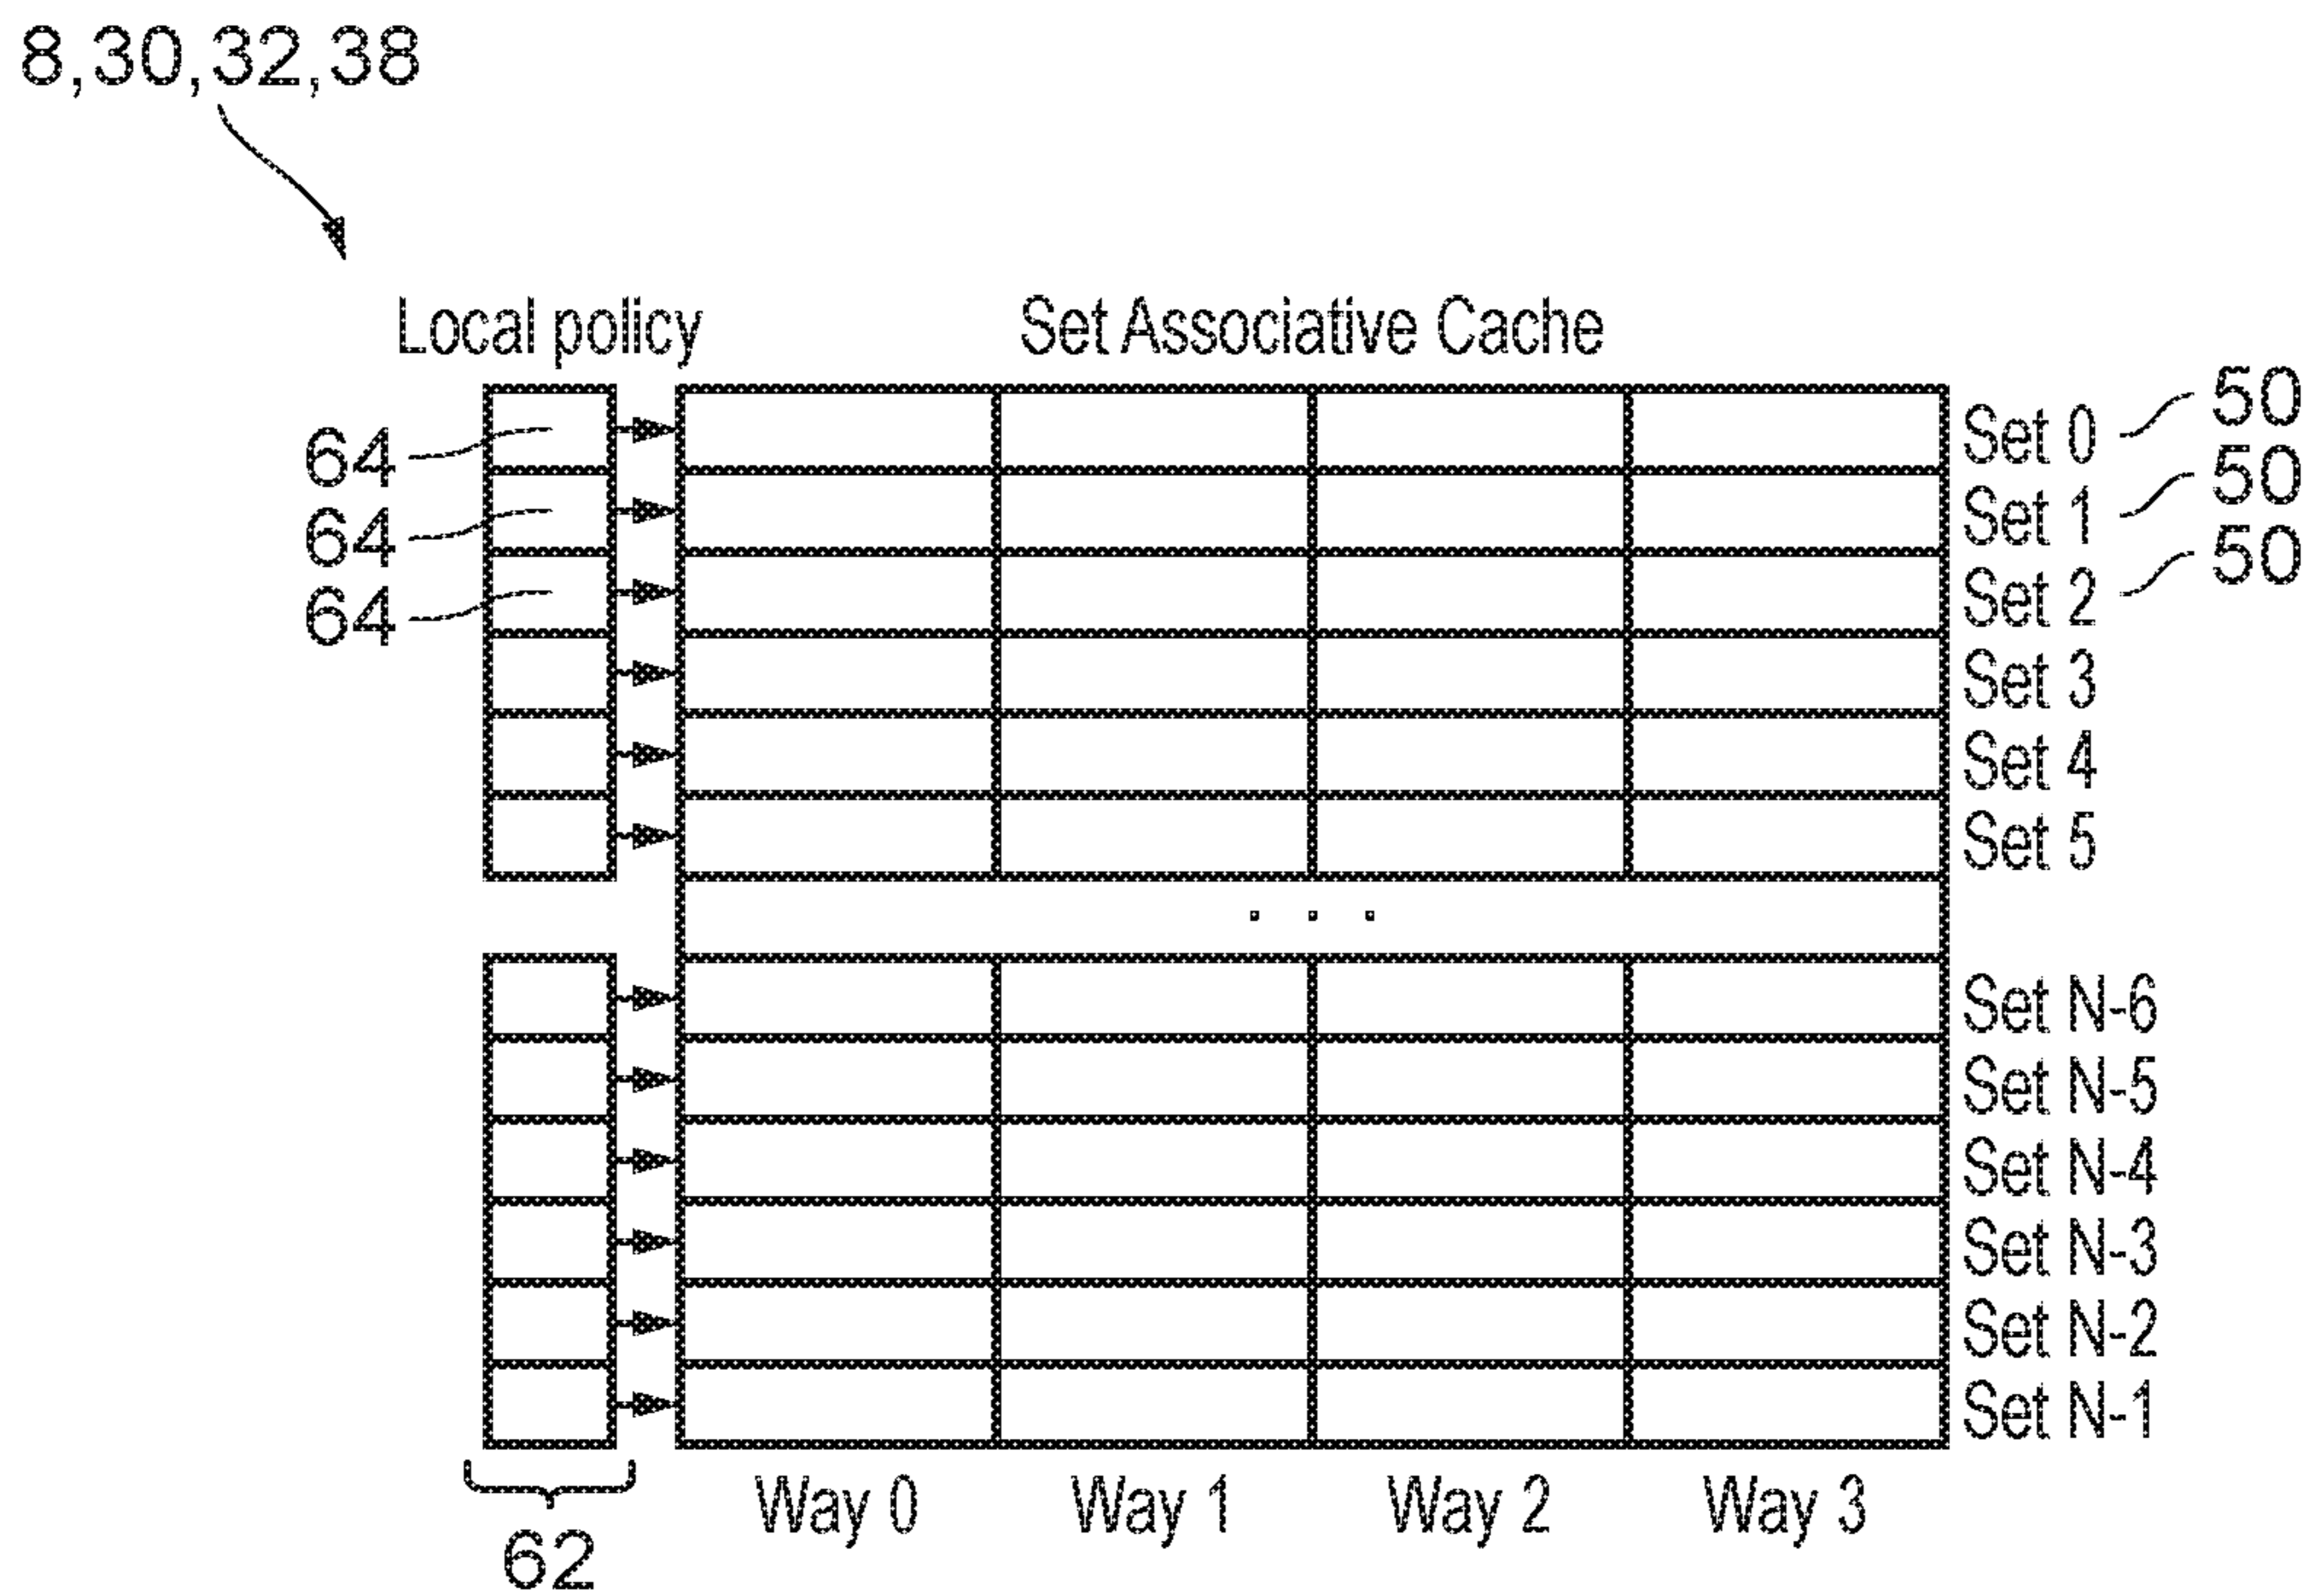 8,30,32,38
Local policy Set Associative Cache
64 Set 0 50
64 Set 1 50
64 Set 2 50
Set 3
Set 4
Set 5
. . .
Set N-6
Set N-5
Set N-4
Set N-3
Set N-2
Set N-1
Way 0 Way 1 Way 2 Way 3
62